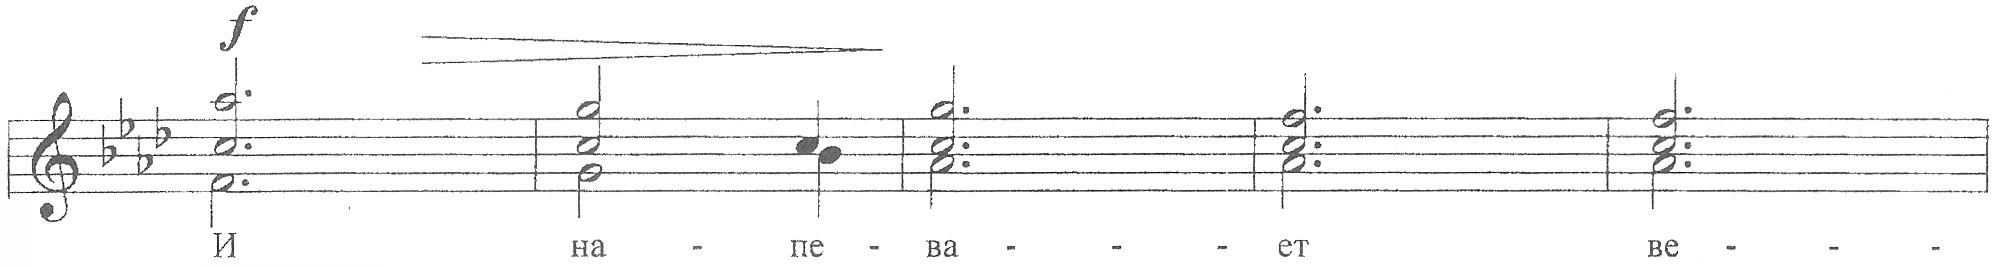 f
И на - пе - ва - - - ет ве - - -